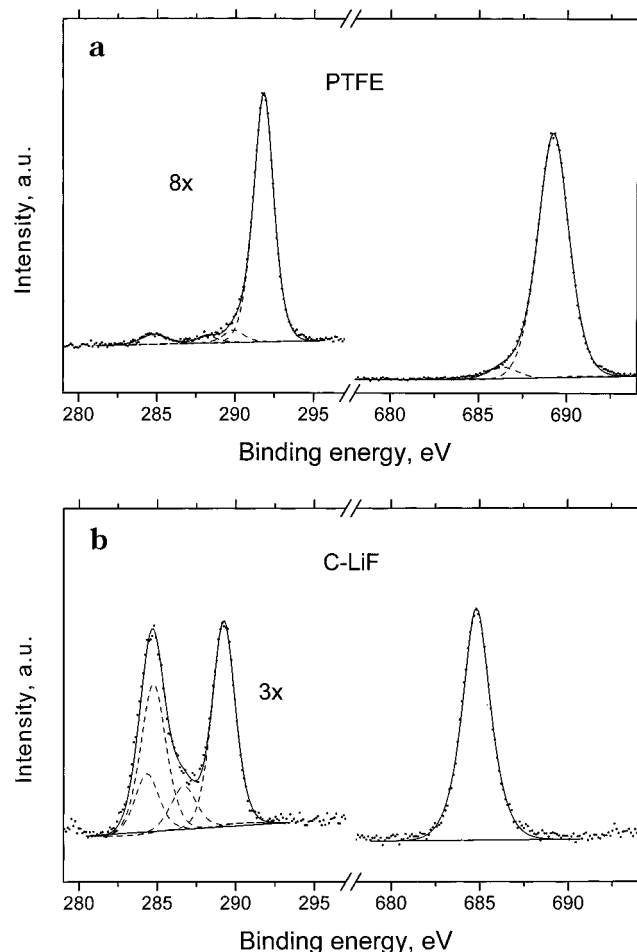 a
PTFE
8x
Intensity, a.u.
280 285 290 295 680 685 690
Binding energy, eV
b
C-LiF
3x
Intensity, a.u.
280 285 290 295 680 685 690
Binding energy, eV